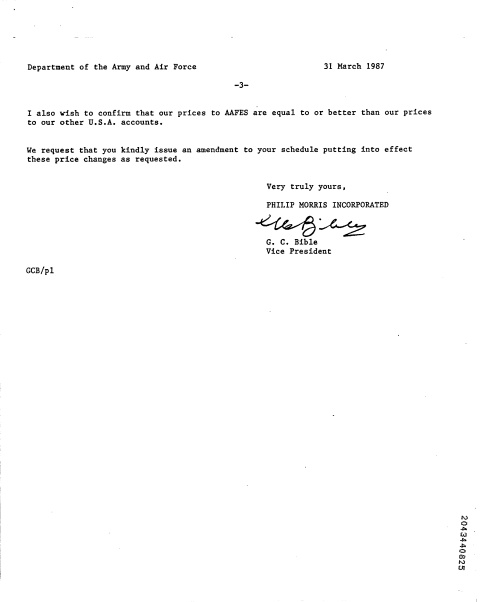 Department of the Army and Air Force 31 March 1987
-3-
I also wish to confirm that our prices to AAFES are equal to or better than our prices
to our other U.S.A. accounts.
We request that you kindly issue an amendment to your schedule putting into effect
these price changes as requested.
Very truly yours,
PHILIP MORRIS INCORPORATED
G. C. Bible
Vice President
GCB/pl
2043440825